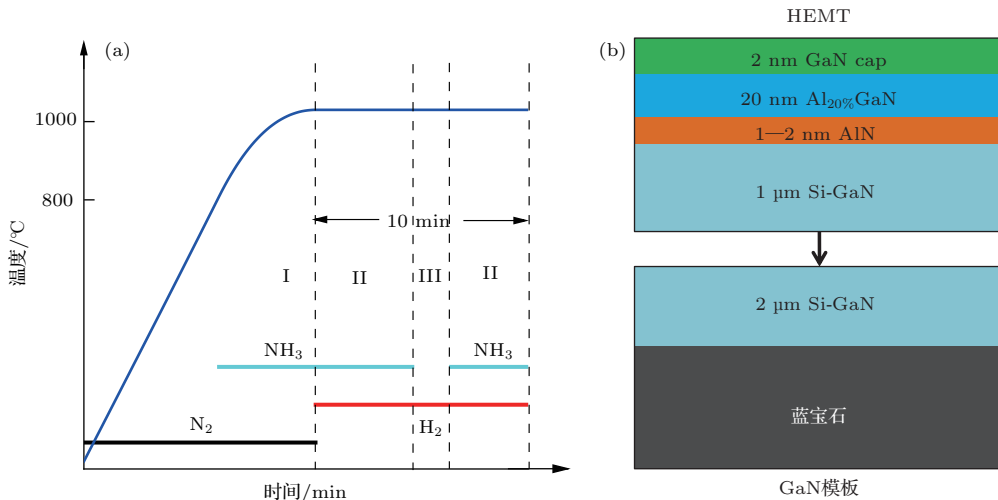 (a)
1000
800
温度/℃
10 min
I
II
III
II
NH₃
NH₃
N₂
H₂
时间/min
(b)
HEMT
2 nm GaN cap
20 nm Al₂₀%GaN
1—2 nm AlN
1 µm Si-GaN
2 µm Si-GaN
蓝宝石
GaN模板